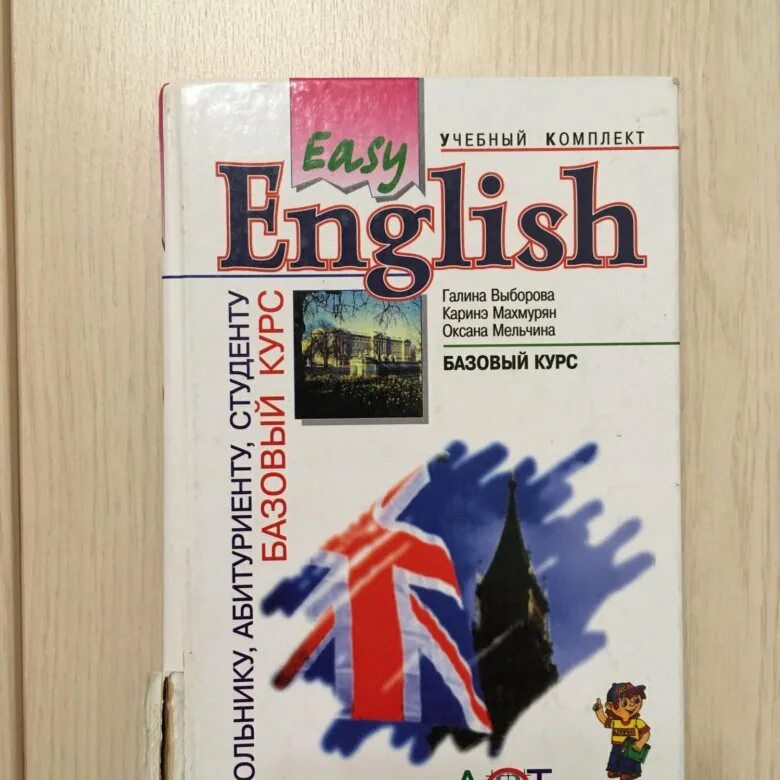 Easy
УЧЕБНЫЙ КОМПЛЕКТ
English
Галина Выборова
Каринэ Махмурян
Оксана Мельчина
БАЗОВЫЙ КУРС
ОЛЬНИКУ, АБИТУРИЕНТУ, СТУДЕНТУ
БАЗОВЫЙ КУРС